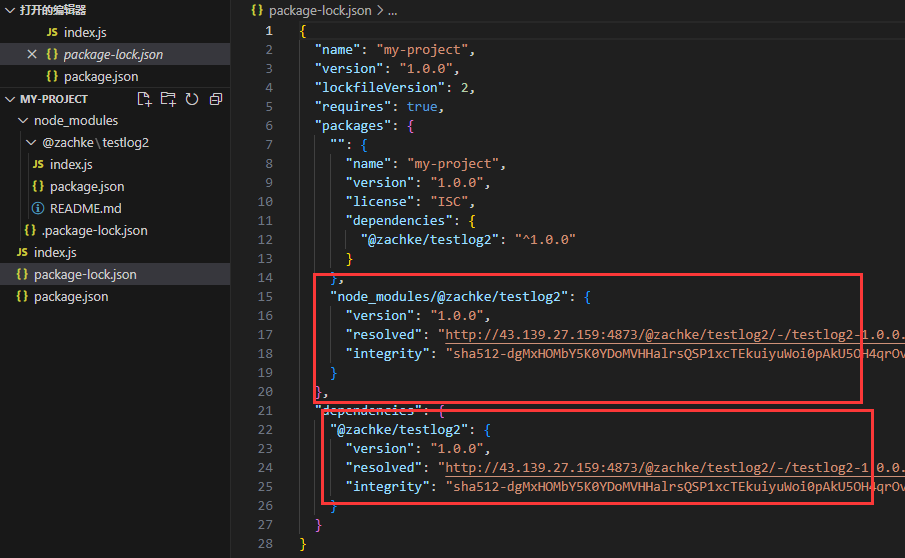 打开的编辑器
JS index.js
{} package-lock.json
{} package.json
MY-PROJECT
node_modules
@zachke\testlog2
JS index.js
{} package.json
README.md
{} .package-lock.json
JS index.js
{} package-lock.json
{} package.json
{} package-lock.json > ...
1 {
2 "name": "my-project",
3 "version": "1.0.0",
4 "lockfileVersion": 2,
5 "requires": true,
6 "packages": {
7 "": {
8 "name": "my-project",
9 "version": "1.0.0",
10 "license": "ISC",
11 "dependencies": {
12 "@zachke/testlog2": "^1.0.0"
13 }
14 },
15 "node_modules/@zachke/testlog2": {
16 "version": "1.0.0",
17 "resolved": "http://43.139.27.159:4873/@zachke/testlog2/-/testlog2-1.0.0.
18 "integrity": "sha512-dgMxHOMbY5K0YDoMVHHalrsQSP1xcTEkuiyuWoi0pAkU5OH4qrOv
19 }
20 },
21 "dependencies": {
22 "@zachke/testlog2": {
23 "version": "1.0.0",
24 "resolved": "http://43.139.27.159:4873/@zachke/testlog2/-/testlog2-1.0.0.
25 "integrity": "sha512-dgMxHOMbY5K0YDoMVHHalrsQSP1xcTEkuiyuWoi0pAkU5OH4qrOv
26 }
27 }
28 }